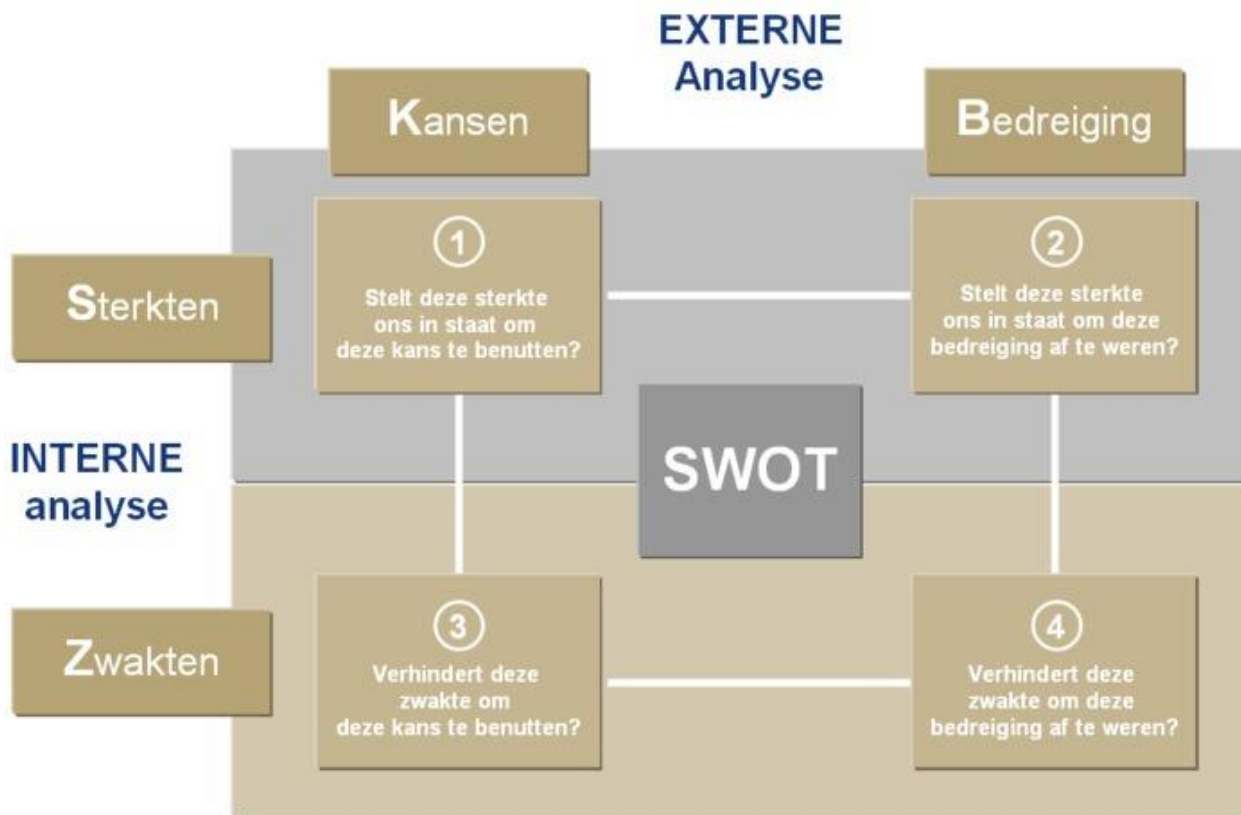 EXTERNE
Analyse
Kansen
Bedreiging
1
Stelt deze sterkte
ons in staat om
deze kans te benutten?
2
Stelt deze sterkte
ons in staat om deze
bedreiging af te weren?
Sterkten
SWOT
INTERNE
analyse
Zwakten
3
Verhindert deze
zwakte om
deze kans te benutten?
4
Verhindert deze
zwakte om deze
bedreiging af te weren?